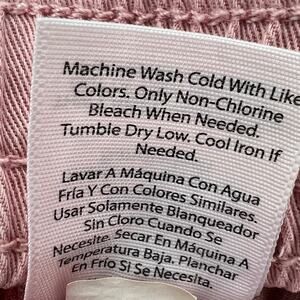 Machine Wash Cold With Like
Colors. Only Non-Chlorine
Bleach When Needed.
Tumble Dry Low. Cool Iron If
Needed.
Lavar A Máquina Con Agua
Fría Y Con Colores Similares.
Usar Solamente Blanqueador
Sin Cloro Cuando Se
Necesite. Secar En Máquina A
Temperatura Baja. Planchar
En Frío Si Se Necesita.